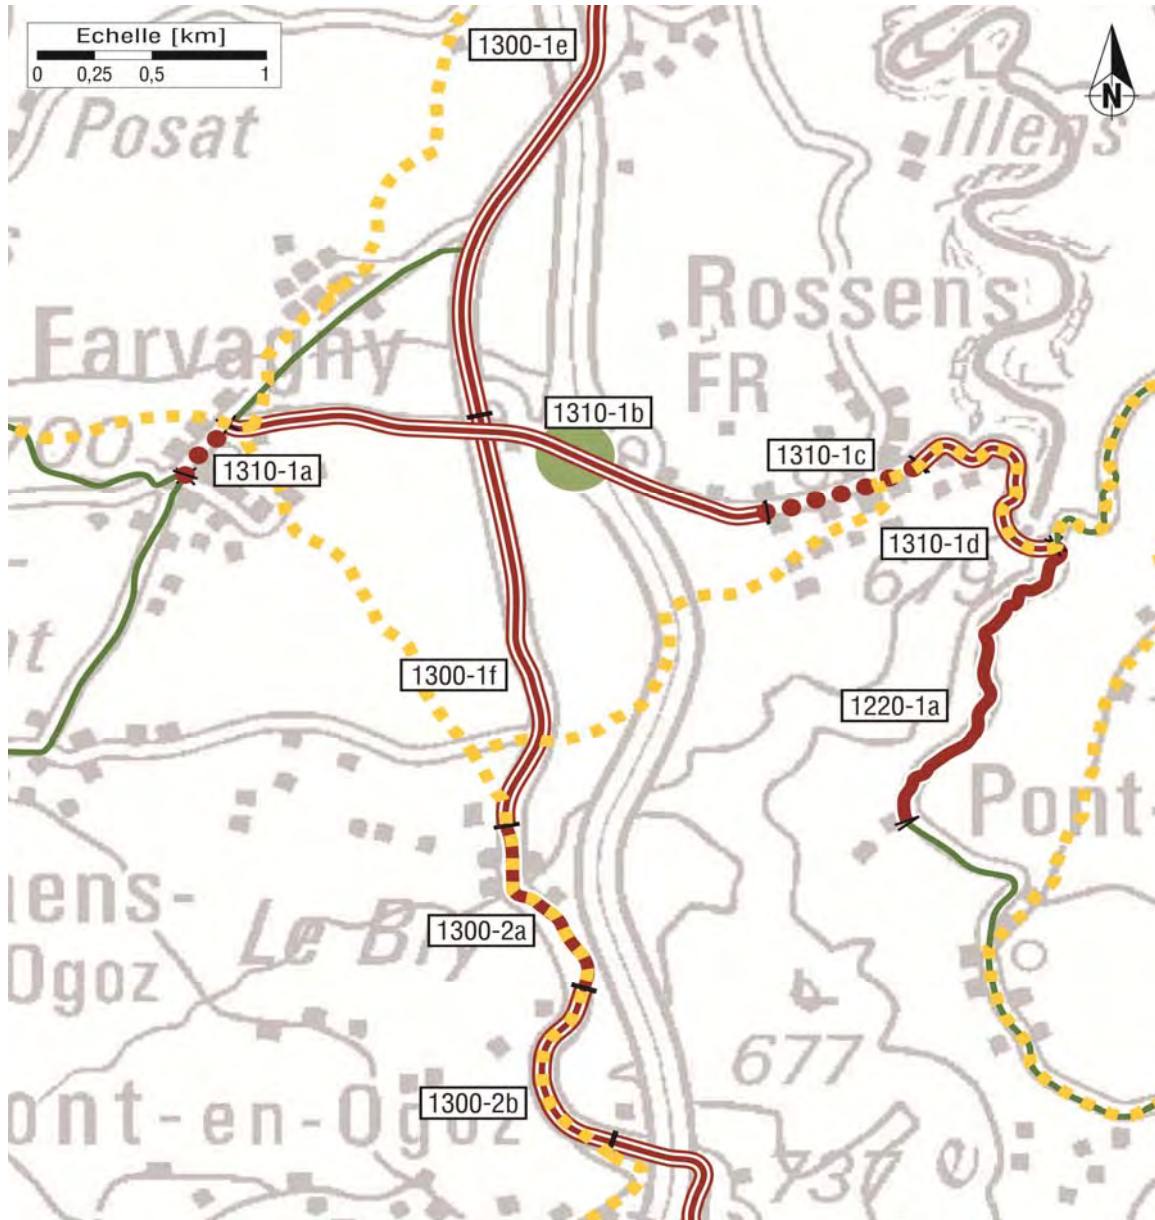 Echelle [km]
0 0,25 0,5 1
1300-1e
N
Posat
Illens
Rossens
FR
Farvagny
700
1310-1b
1310-1a
1310-1c
1310-1d
679
1300-1f
1220-1a
Pont-
ens-
Ogoz
Le Bry
1300-2a
677
1300-2b
ont-en-Ogoz
737